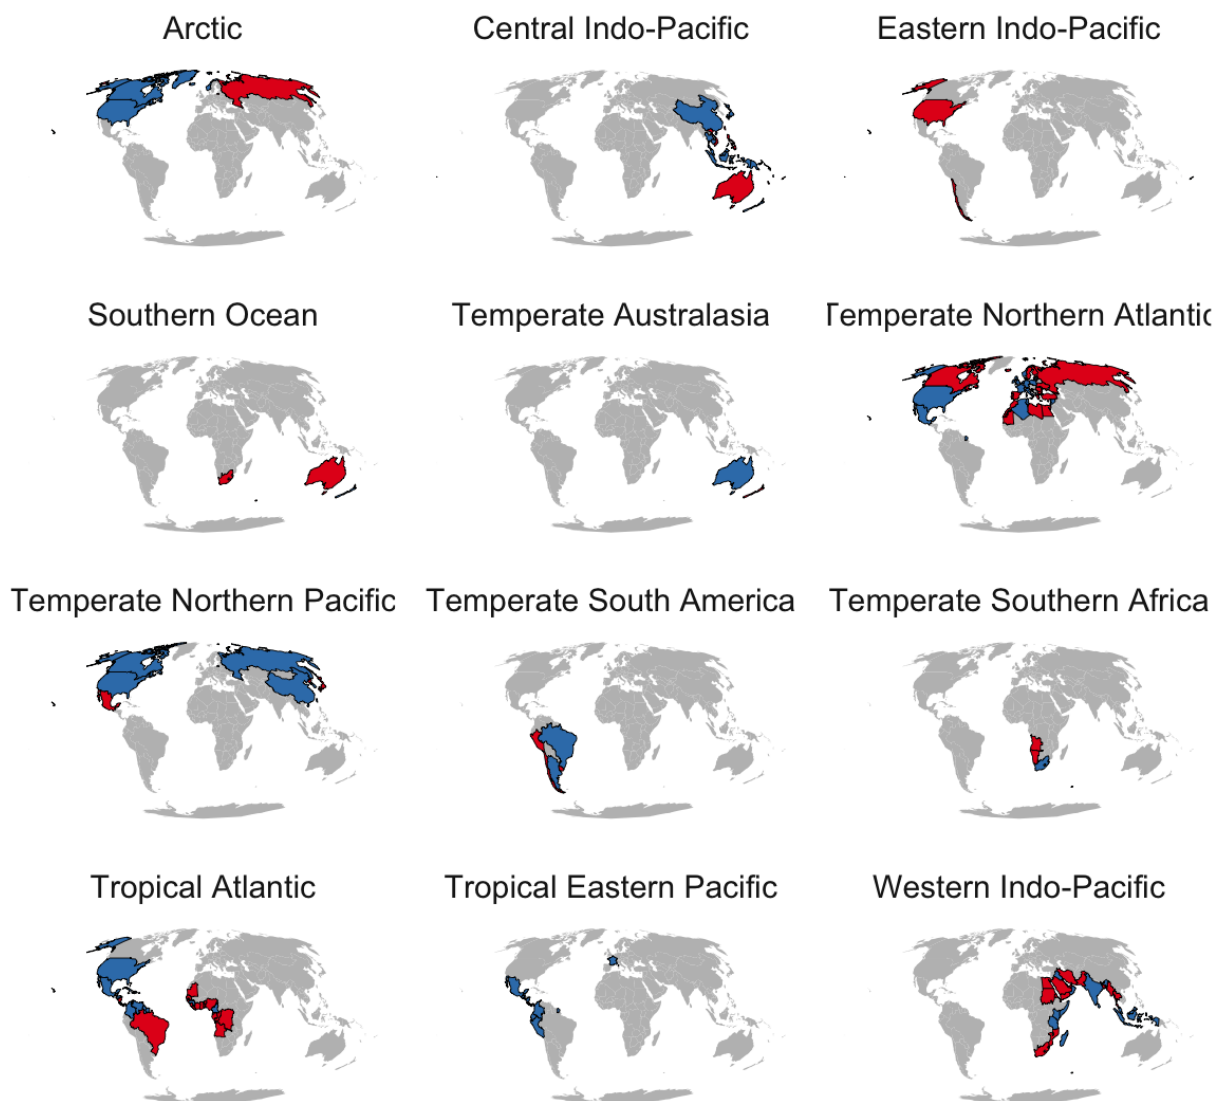 Arctic
Central Indo-Pacific
Eastern Indo-Pacific
Southern Ocean
Temperate Australasia
Temperate Northern Atlantic
Temperate Northern Pacific
Temperate South America
Temperate Southern Africa
Tropical Atlantic
Tropical Eastern Pacific
Western Indo-Pacific